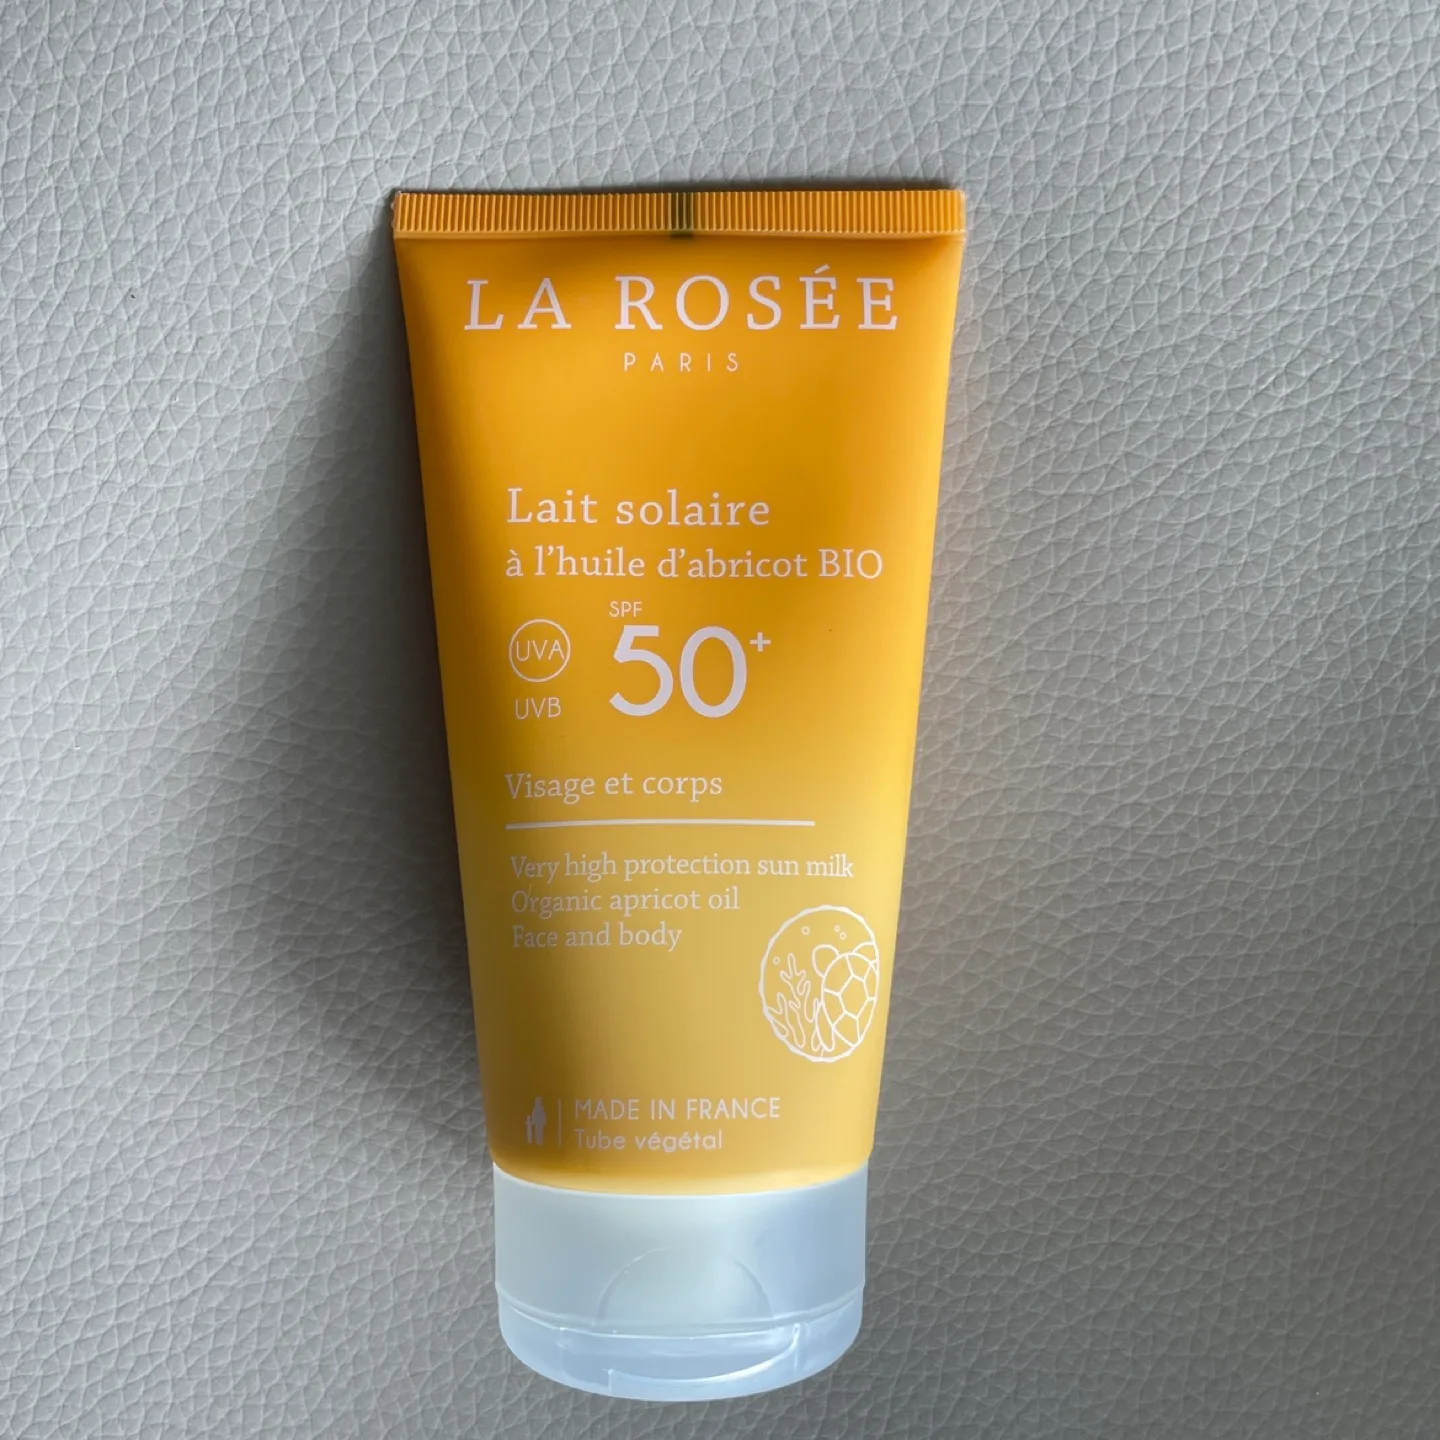 LA ROSÉE
PARIS
Lait solaire
à l'huile d'abricot BIO
SPF
UVA
50+
UVB
Visage et corps
Very high protection sun milk
Organic apricot oil
Face and body
MADE IN FRANCE
Tube végétal